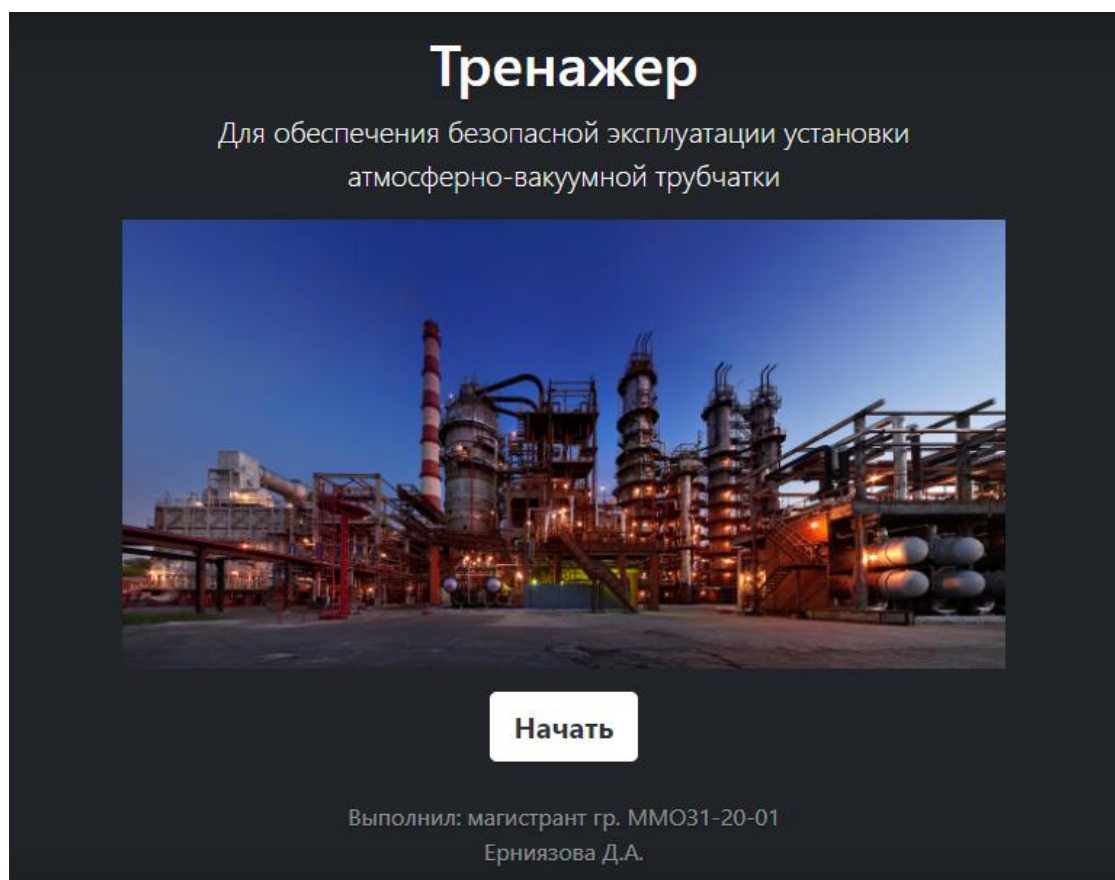 Тренажер
Для обеспечения безопасной эксплуатации установки
атмосферно-вакуумной трубчатки
Начать
Выполнил: магистрант гр. ММО31-20-01
Ерниязова Д.А.